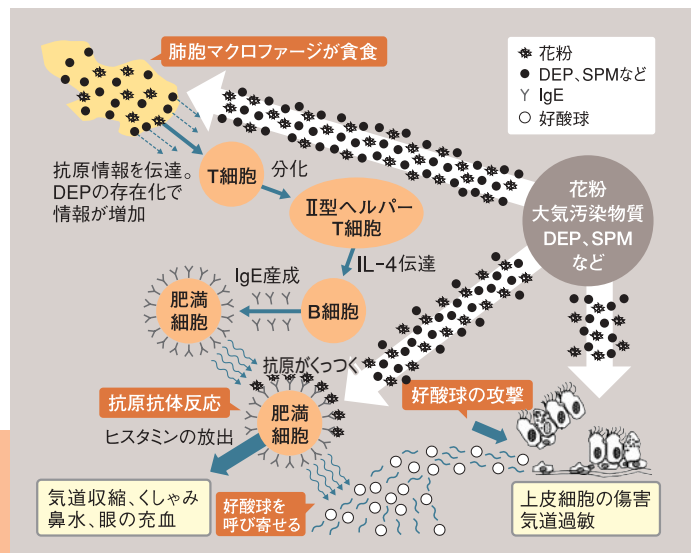 肺胞マクロファージが貪食
花粉
DEP、SPMなど
IgE
好酸球
抗原情報を伝達。
DEPの存在化で
情報が増加
T細胞
分化
Ⅱ型ヘルパー
T細胞
花粉
大気汚染物質
DEP、SPM
など
IL-4伝達
IgE産成
肥満
細胞
B細胞
抗原がくっつく
抗原抗体反応
肥満
細胞
ヒスタミンの放出
好酸球の攻撃
気道収縮、くしゃみ
鼻水、眼の充血
好酸球を
呼び寄せる
上皮細胞の傷害
気道過敏